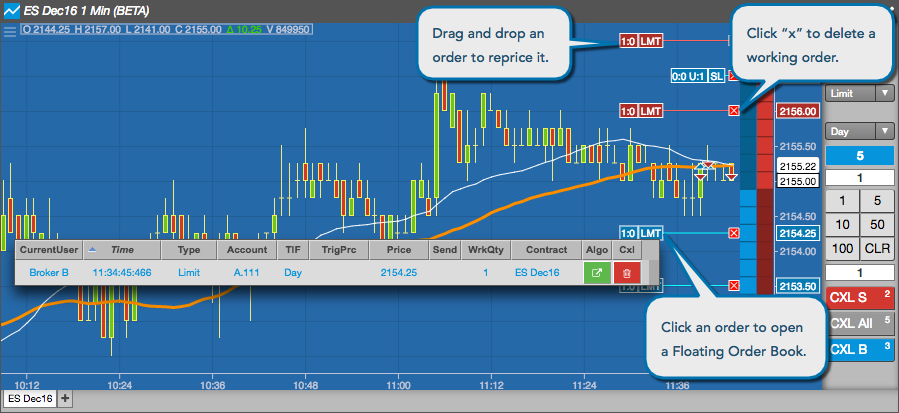 ES Dec16 1 Min (BETA)
O 2144.25 H 2157.00 L 2141.00 C 2155.00 Δ 10.25 V 849950
Drag and drop an
order to reprice it.
1:0 LMT
Click "x" to delete a
working order.
0:0 U:1 SL
1:0 LMT
2156.00
2155.50
2155.22
2155.00
2154.50
1:0 LMT
2154.25
2154.00
1:0 LMT
2153.50
Limit
Day
5
1
1 5
10 50
100 CLR
1
CXL S 2
CXL All 5
CXL B 3
CurrentUser Time Type Account TIF TrigPrc Price Send WrkQty Contract Algo Cxl
Broker B 11:34:45:466 Limit A.111 Day 2154.25 1 ES Dec16
Click an order to open
a Floating Order Book.
10:12 10:24 10:36 10:48 11:00 11:12 11:24 11:36
ES Dec16 +